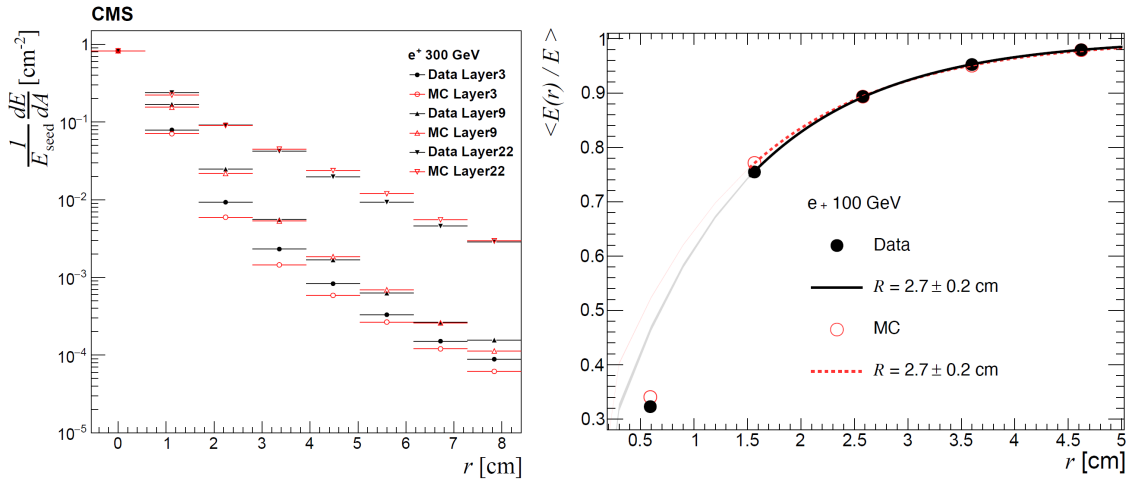 CMS
1/E_seed dE/dA [cm⁻²]
e⁺ 300 GeV
Data Layer3
MC Layer3
Data Layer9
MC Layer9
Data Layer22
MC Layer22
1
10⁻¹
10⁻²
10⁻³
10⁻⁴
10⁻⁵
0 1 2 3 4 5 6 7 8
r [cm]
<E(r) / E >
1
0.9
0.8
0.7
0.6
0.5
0.4
0.3
e+ 100 GeV
Data
R = 2.7 ± 0.2 cm
MC
R = 2.7 ± 0.2 cm
0.5 1 1.5 2 2.5 3 3.5 4 4.5 5
r [cm]